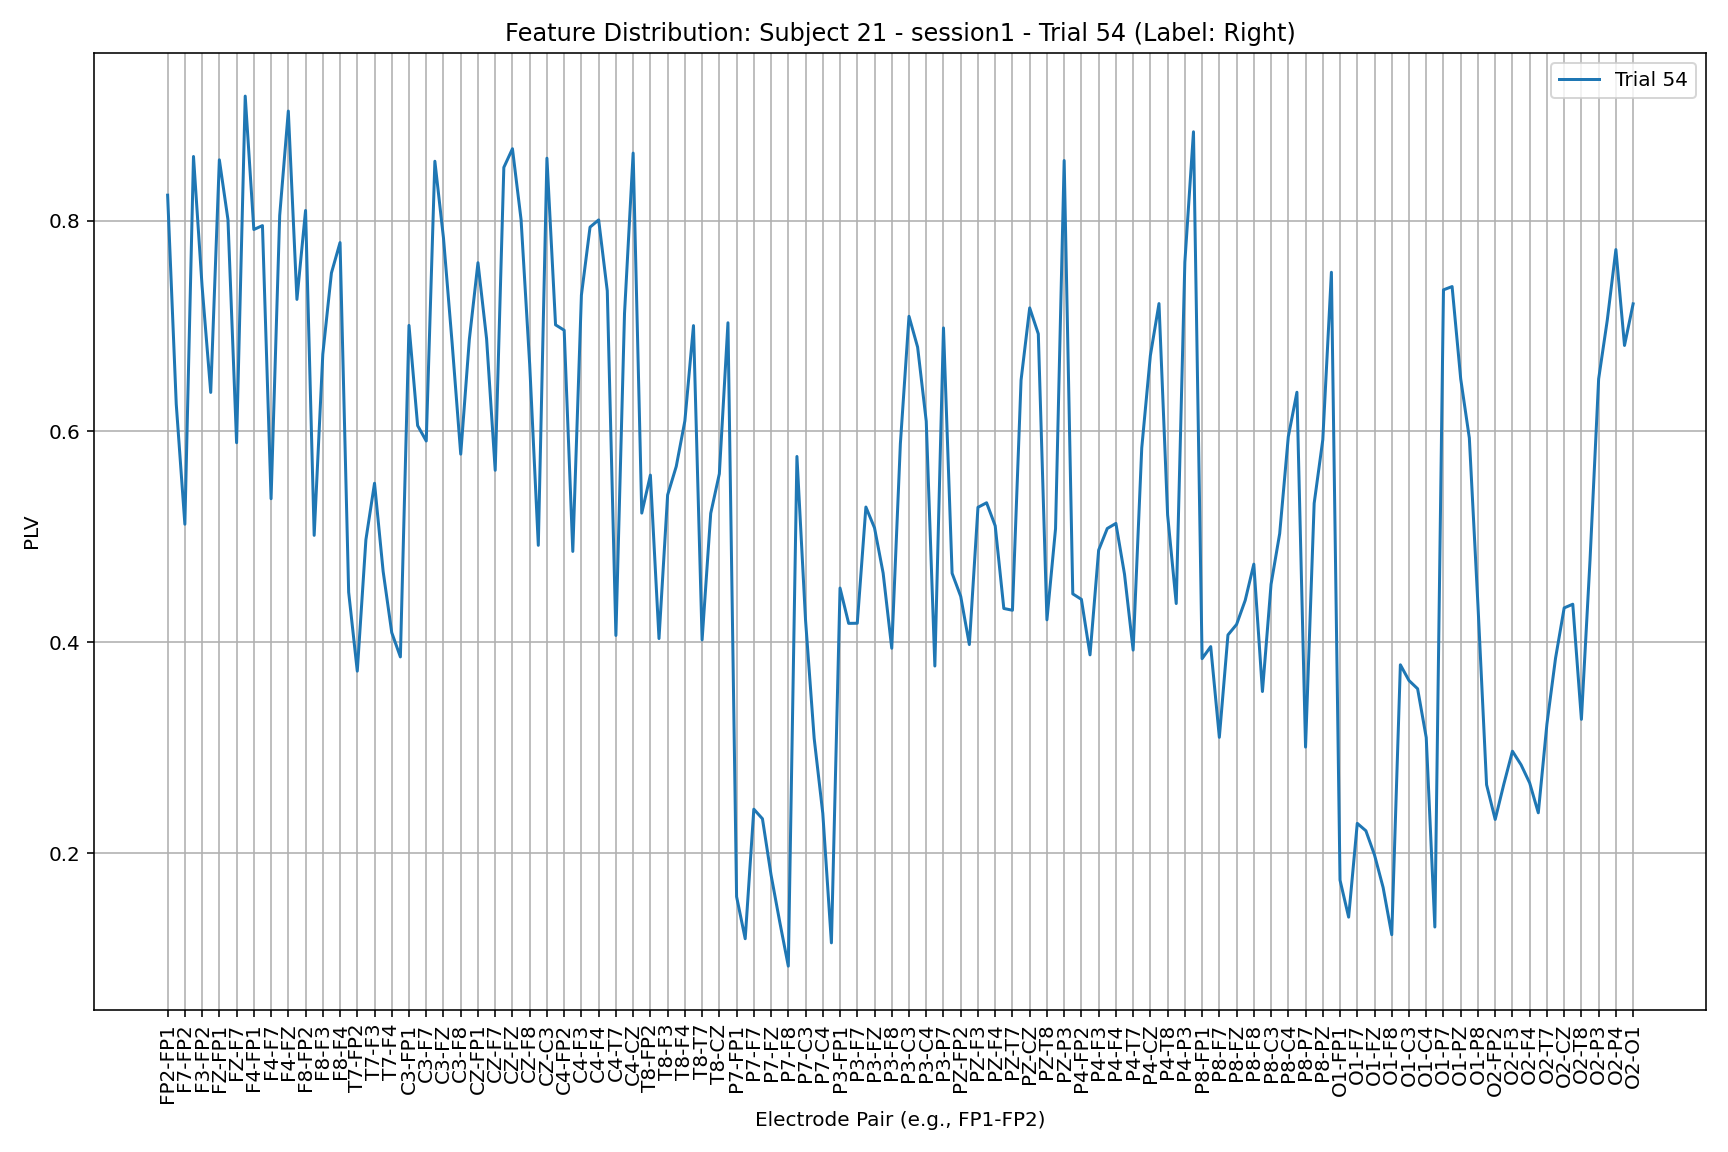 Feature Distribution: Subject 21 - session1 - Trial 54 (Label: Right)
Trial 54
PLV
0.8
0.6
0.4
0.2
FP2-FP1
F7-FP2
F3-FP2
FZ-FP1
FZ-F7
F4-FP1
F4-F7
F4-FZ
F8-FP2
F8-F3
F8-F4
T7-FP2
T7-F3
T7-F4
C3-FP1
C3-F7
C3-FZ
C3-F8
CZ-FP1
CZ-F7
CZ-FZ
CZ-F8
CZ-C3
C4-FP2
C4-F3
C4-F4
C4-T7
C4-CZ
T8-FP2
T8-F3
T8-F4
T8-T7
T8-CZ
P7-FP1
P7-F7
P7-FZ
P7-F8
P7-C3
P7-C4
P3-FP1
P3-F7
P3-FZ
P3-F8
P3-C3
P3-C4
P3-P7
PZ-FP2
PZ-F3
PZ-F4
PZ-T7
PZ-CZ
PZ-T8
PZ-P3
P4-FP2
P4-F3
P4-F4
P4-T7
P4-CZ
P4-T8
P4-P3
P8-FP1
P8-F7
P8-FZ
P8-F8
P8-C3
P8-C4
P8-P7
P8-PZ
O1-FP1
O1-F7
O1-FZ
O1-F8
O1-C3
O1-C4
O1-P7
O1-PZ
O1-P8
O2-FP2
O2-F3
O2-F4
O2-T7
O2-CZ
O2-T8
O2-P3
O2-P4
O2-O1
Electrode Pair (e.g., FP1-FP2)